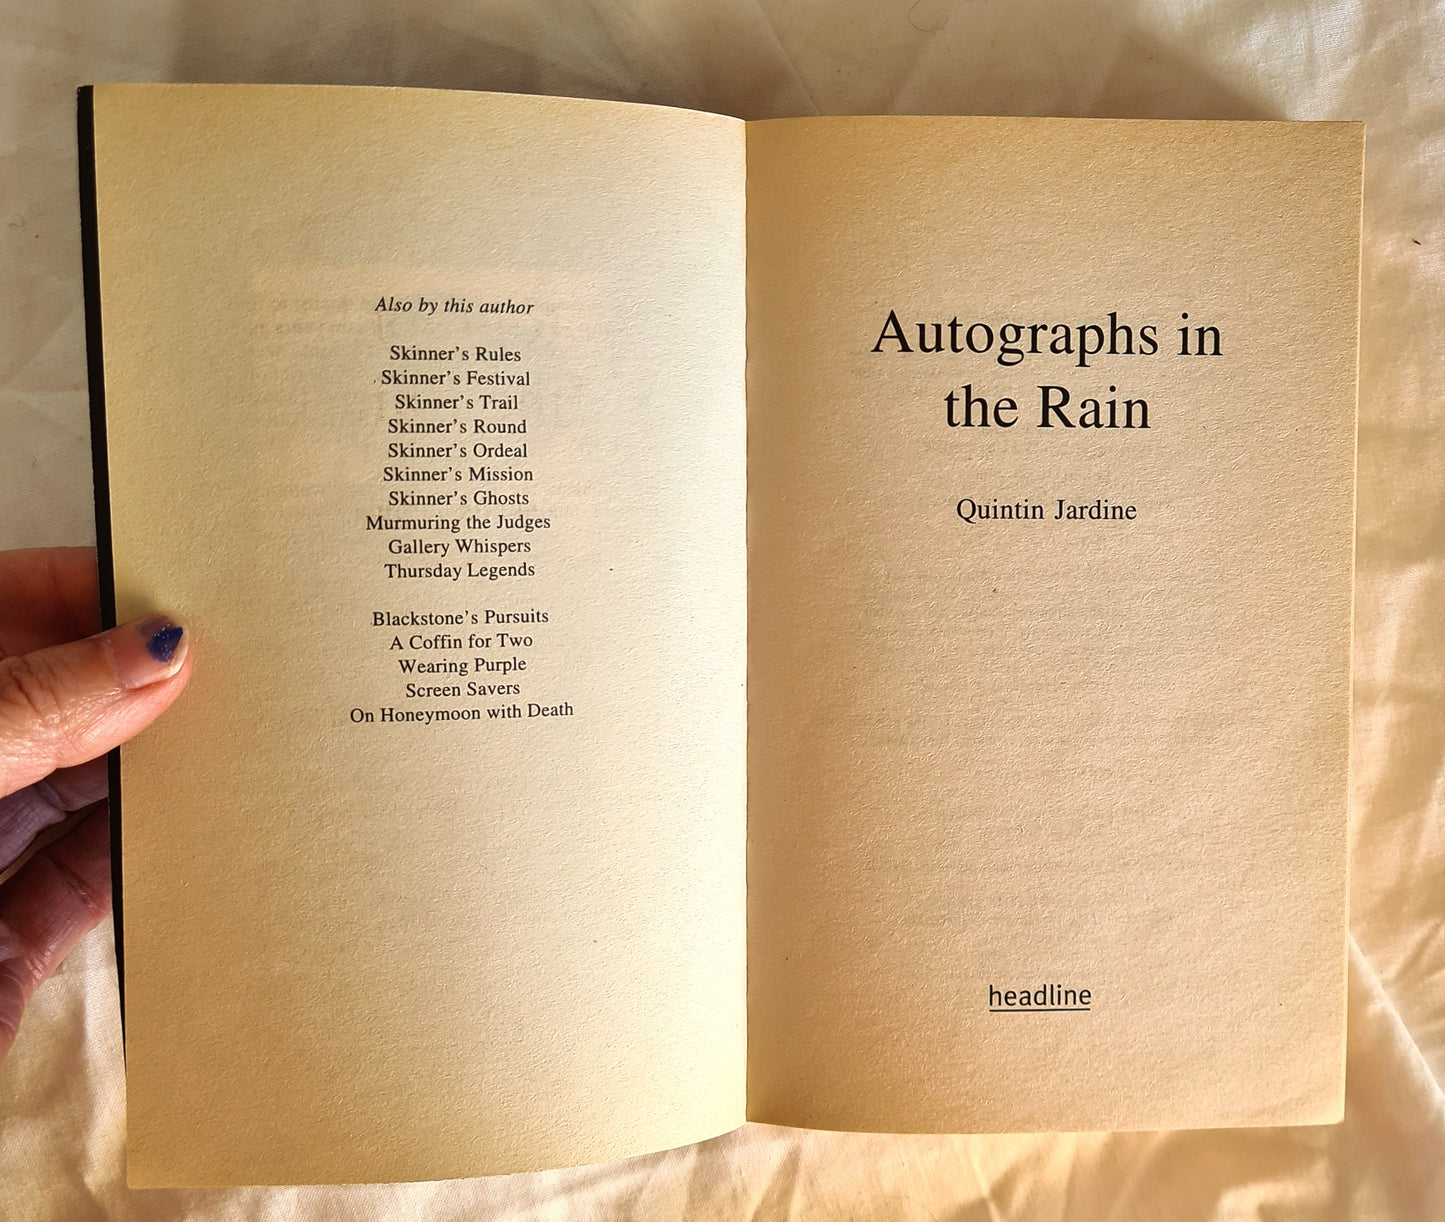 Also by this author
Skinner's Rules
Skinner's Festival
Skinner's Trail
Skinner's Round
Skinner's Ordeal
Skinner's Mission
Skinner's Ghosts
Murmuring the Judges
Gallery Whispers
Thursday Legends
Blackstone's Pursuits
A Coffin for Two
Wearing Purple
Screen Savers
On Honeymoon with Death
Autographs in
the Rain
Quintin Jardine
headline